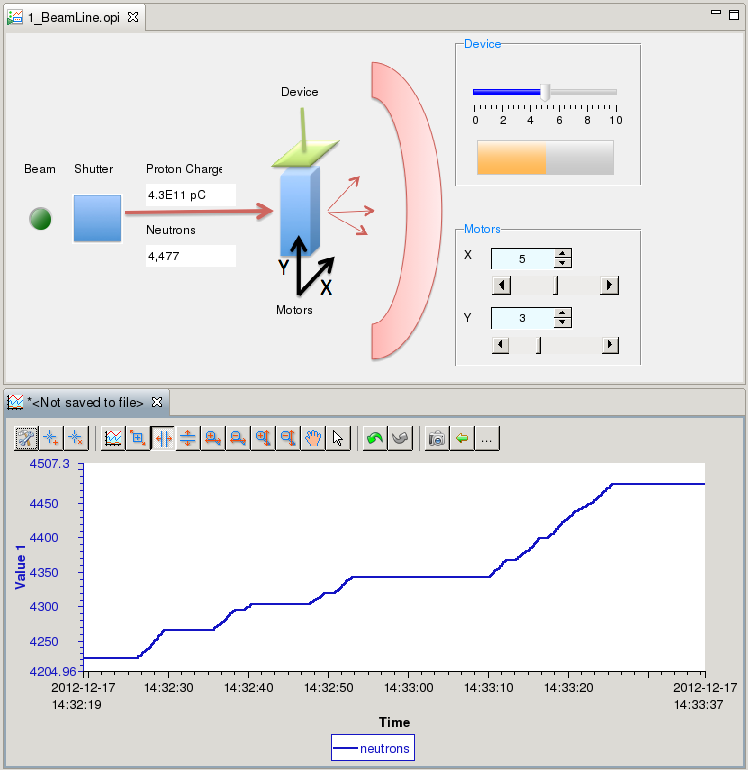 1_BeamLine.opi
Device
0 2 4 6 8 10
Device
Beam
Shutter
Proton Charge
4.3E11 pC
Neutrons
4,477
Y
X
Motors
Motors
X
5
Y
3
*<Not saved to file>
...
4507.3
4450
4400
4350
4300
4250
4204.96
Value 1
2012-12-17
14:32:19
14:32:30
14:32:40
14:32:50
14:33:00
14:33:10
14:33:20
2012-12-17
14:33:37
Time
neutrons